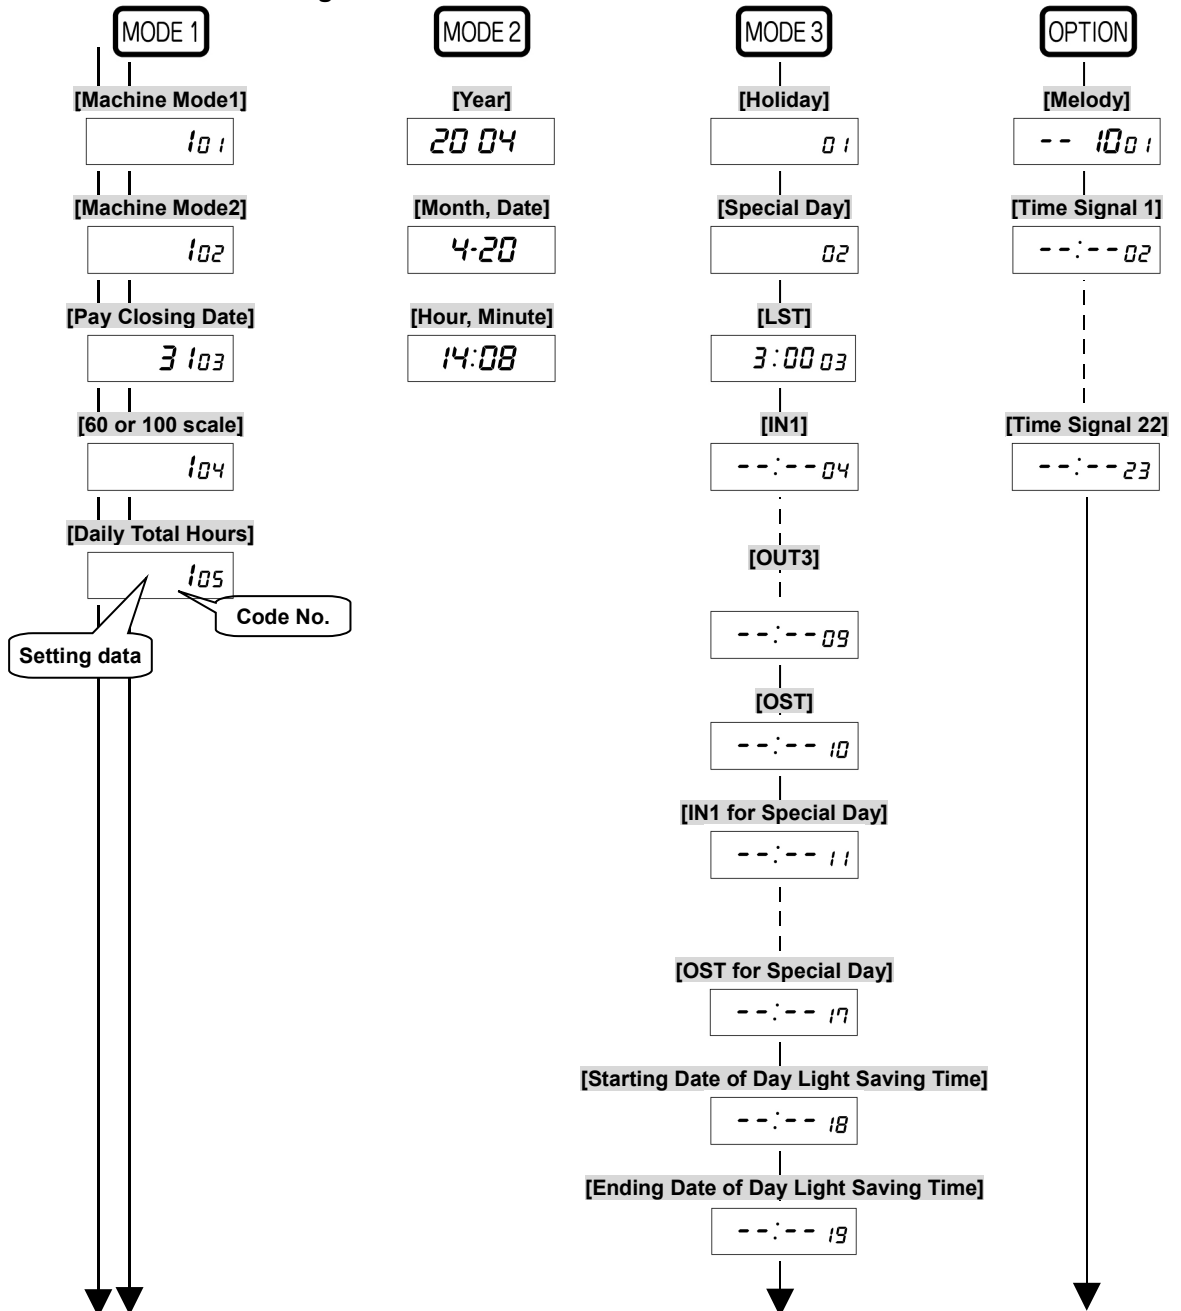 MODE 1
[Machine Mode1]
101
[Machine Mode2]
102
[Pay Closing Date]
3103
[60 or 100 scale]
104
[Daily Total Hours]
105
Code No.
Setting data
MODE 2
[Year]
20 04
[Month, Date]
4-20
[Hour, Minute]
14:08
MODE 3
[Holiday]
01
[Special Day]
02
[LST]
3:00 03
[IN1]
--:-- 04
[OUT3]
--:-- 09
[OST]
--:-- 10
[IN1 for Special Day]
--:-- 11
[OST for Special Day]
--:-- 17
[Starting Date of Day Light Saving Time]
--:-- 18
[Ending Date of Day Light Saving Time]
--:-- 19
OPTION
[Melody]
-- 1001
[Time Signal 1]
--:-- 02
[Time Signal 22]
--:-- 23